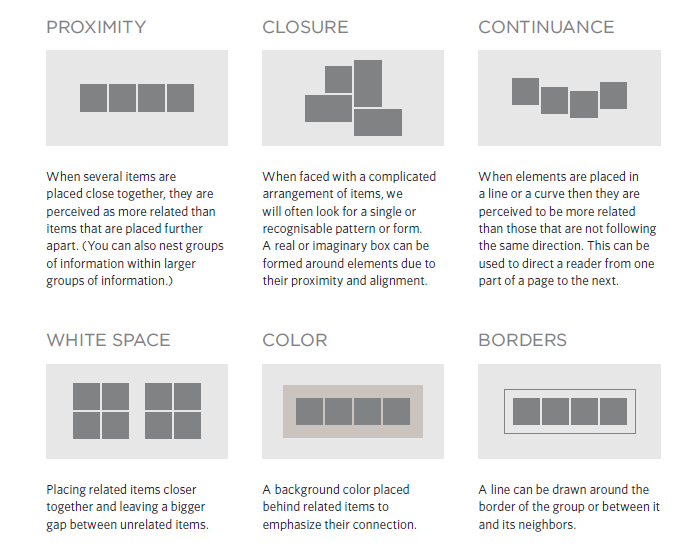 PROXIMITY
When several items are
placed close together, they are
perceived as more related than
items that are placed further
apart. (You can also nest groups
of information within larger
groups of information.)
CLOSURE
When faced with a complicated
arrangement of items, we
will often look for a single or
recognisable pattern or form.
A real or imaginary box can be
formed around elements due to
their proximity and alignment.
CONTINUANCE
When elements are placed in
a line or a curve then they are
perceived to be more related
than those that are not following
the same direction. This can be
used to direct a reader from one
part of a page to the next.
WHITE SPACE
Placing related items closer
together and leaving a bigger
gap between unrelated items.
COLOR
A background color placed
behind related items to
emphasize their connection.
BORDERS
A line can be drawn around the
border of the group or between it
and its neighbors.